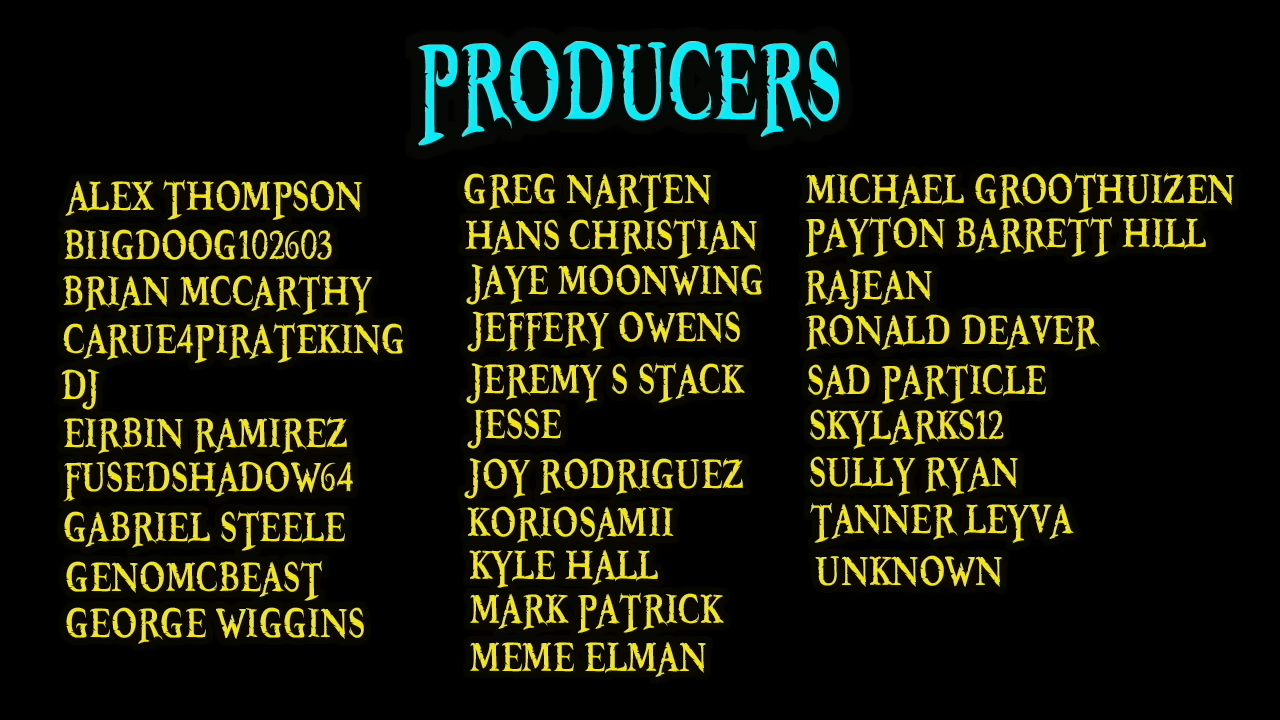 PRODUCERS
ALEX THOMPSON
BIIGDOOG102603
BRIAN MCCARTHY
CARUE4PIRATEKING
DJ
EIRBIN RAMIREZ
FUSEDSHADOW64
GABRIEL STEELE
GENOMCBEAST
GEORGE WIGGINS
GREG NARTEN
HANS CHRISTIAN
JAYE MOONWING
JEFFERY OWENS
JEREMY S STACK
JESSE
JOY RODRIGUEZ
KORIOSAMII
KYLE HALL
MARK PATRICK
MEME ELMAN
MICHAEL GROOTHUIZEN
PAYTON BARRETT HILL
RAJEAN
RONALD DEAVER
SAD PARTICLE
SKYLARKS12
SULLY RYAN
TANNER LEYVA
UNKNOWN